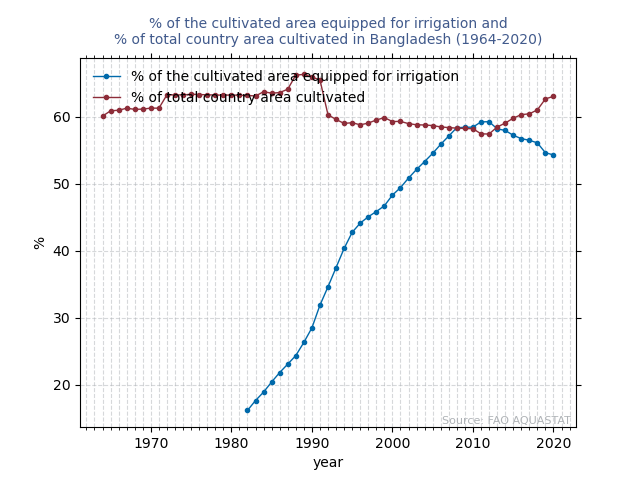 % of the cultivated area equipped for irrigation and
% of total country area cultivated in Bangladesh (1964-2020)
% of the cultivated area equipped for irrigation
% of total country area cultivated
60
50
40
30
20
%
Source: FAO AQUASTAT
1970 1980 1990 2000 2010 2020
year